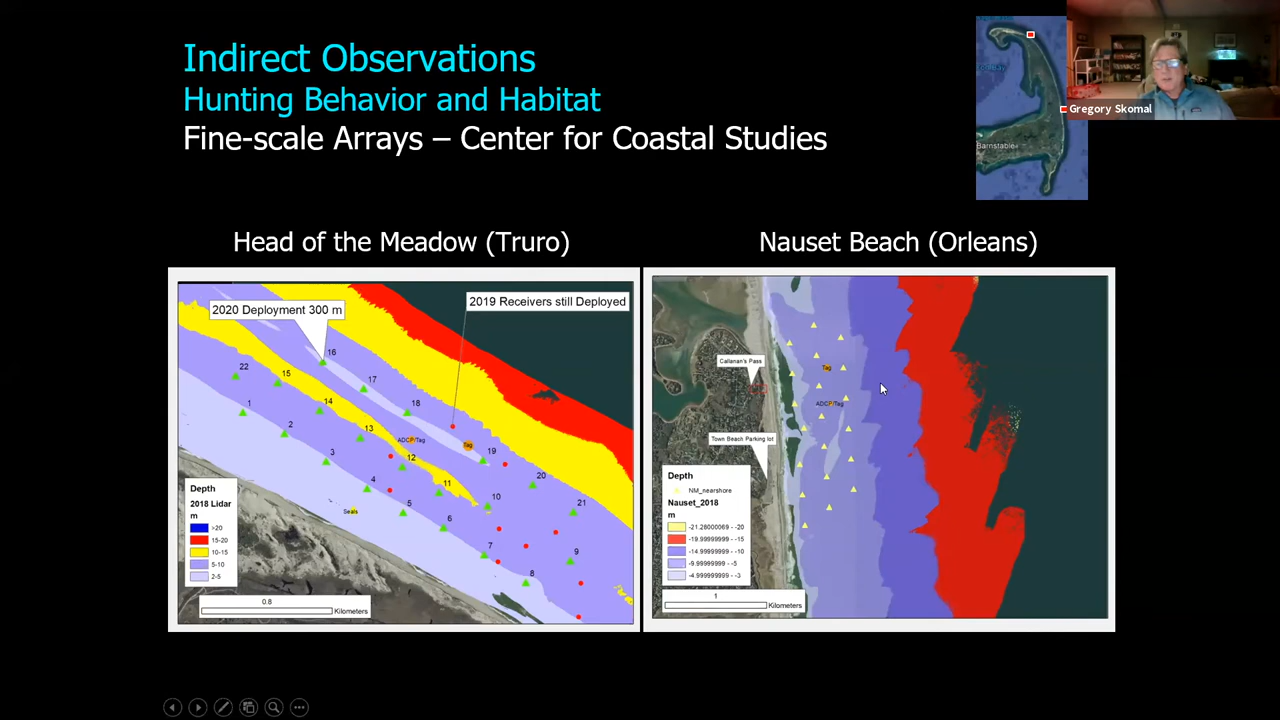 Indirect Observations
Hunting Behavior and Habitat
Fine-scale Arrays – Center for Coastal Studies
Barnstable
Gregory Skomal
Head of the Meadow (Truro)
Nauset Beach (Orleans)
2020 Deployment 300 m
2019 Receivers still Deployed
16
22
15
17
1
14
18
2
13
ADCP/Tag
Tag
19
3
12
4
11
20
5
10
21
Seals
6
7
9
8
Depth
2018 Lidar
m
>20
15-20
10-15
5-10
2-5
0.8
Kilometers
Callanan's Pass
Tag
ADCP/Tag
Town Beach Parking lot
Depth
NM_nearshore
Nauset_2018
m
-21.28000069 - -20
-19.99999999 - -15
-14.99999999 - -10
-9.99999999 - -5
-4.999999999 - -3
1
Kilometers